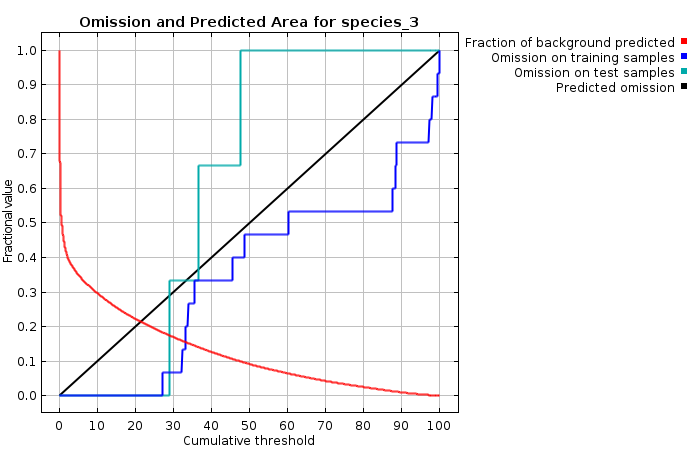 Omission and Predicted Area for species_3
Fraction of background predicted
Omission on training samples
Omission on test samples
Predicted omission
Fractional value
1.0
0.9
0.8
0.7
0.6
0.5
0.4
0.3
0.2
0.1
0.0
0 10 20 30 40 50 60 70 80 90 100
Cumulative threshold